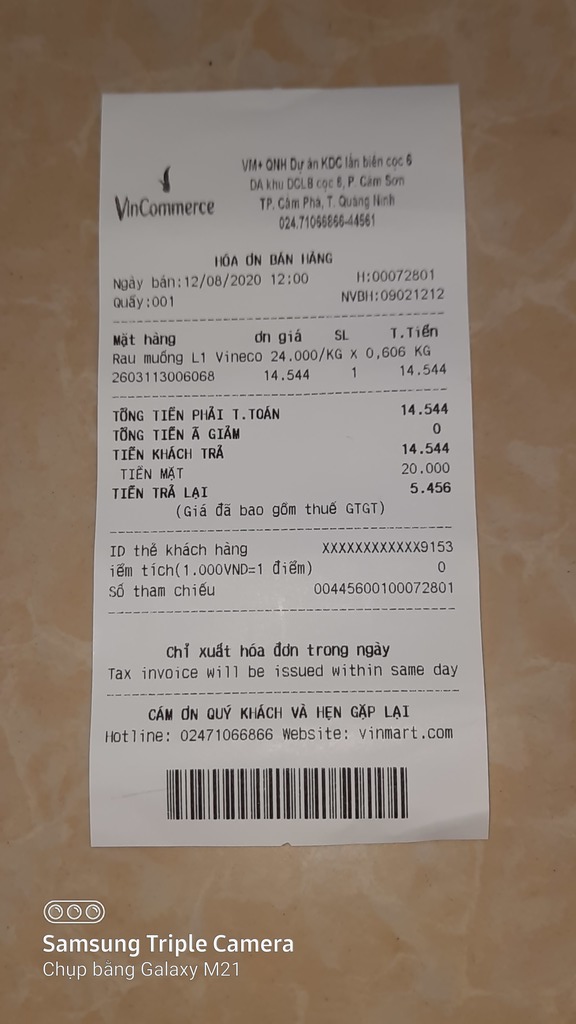 VinCommerce
VM+ QNH Dự án KDC lấn biển cọc 6
DA khu DCLB cọc 6, P. Cẩm Sơn
TP. Cẩm Phả, T. Quảng Ninh
024.71066866-44561
HÓA ƠN BÁN HÀNG
Ngày bán:12/08/2020 12:00 H:00072801
Quầy:001 NVBH:09021212
Mặt hàng ơn giá SL T.Tiền
Rau muống L1 Vineco 24.000/KG X 0,606 KG
2603113006068 14.544 1 14.544
TỔNG TIỀN PHẢI T.TOÁN 14.544
TỔNG TIỀN Ã GIẢM 0
TIỀN KHÁCH TRẢ 14.544
TIỀN MẶT 20.000
TIỀN TRẢ LẠI 5.456
(Giá đã bao gồm thuế GTGT)
ID thẻ khách hàng XXXXXXXXXXXX9153
iểm tích(1.000VND=1 điểm) 0
Số tham chiếu 00445600100072801
Chỉ xuất hóa đơn trong ngày
Tax invoice will be issued within same day
CÁM ƠN QUÝ KHÁCH VÀ HẸN GẶP LẠI
Hotline: 02471066866 Website: vinmart.com
Samsung Triple Camera
Chụp bằng Galaxy M21